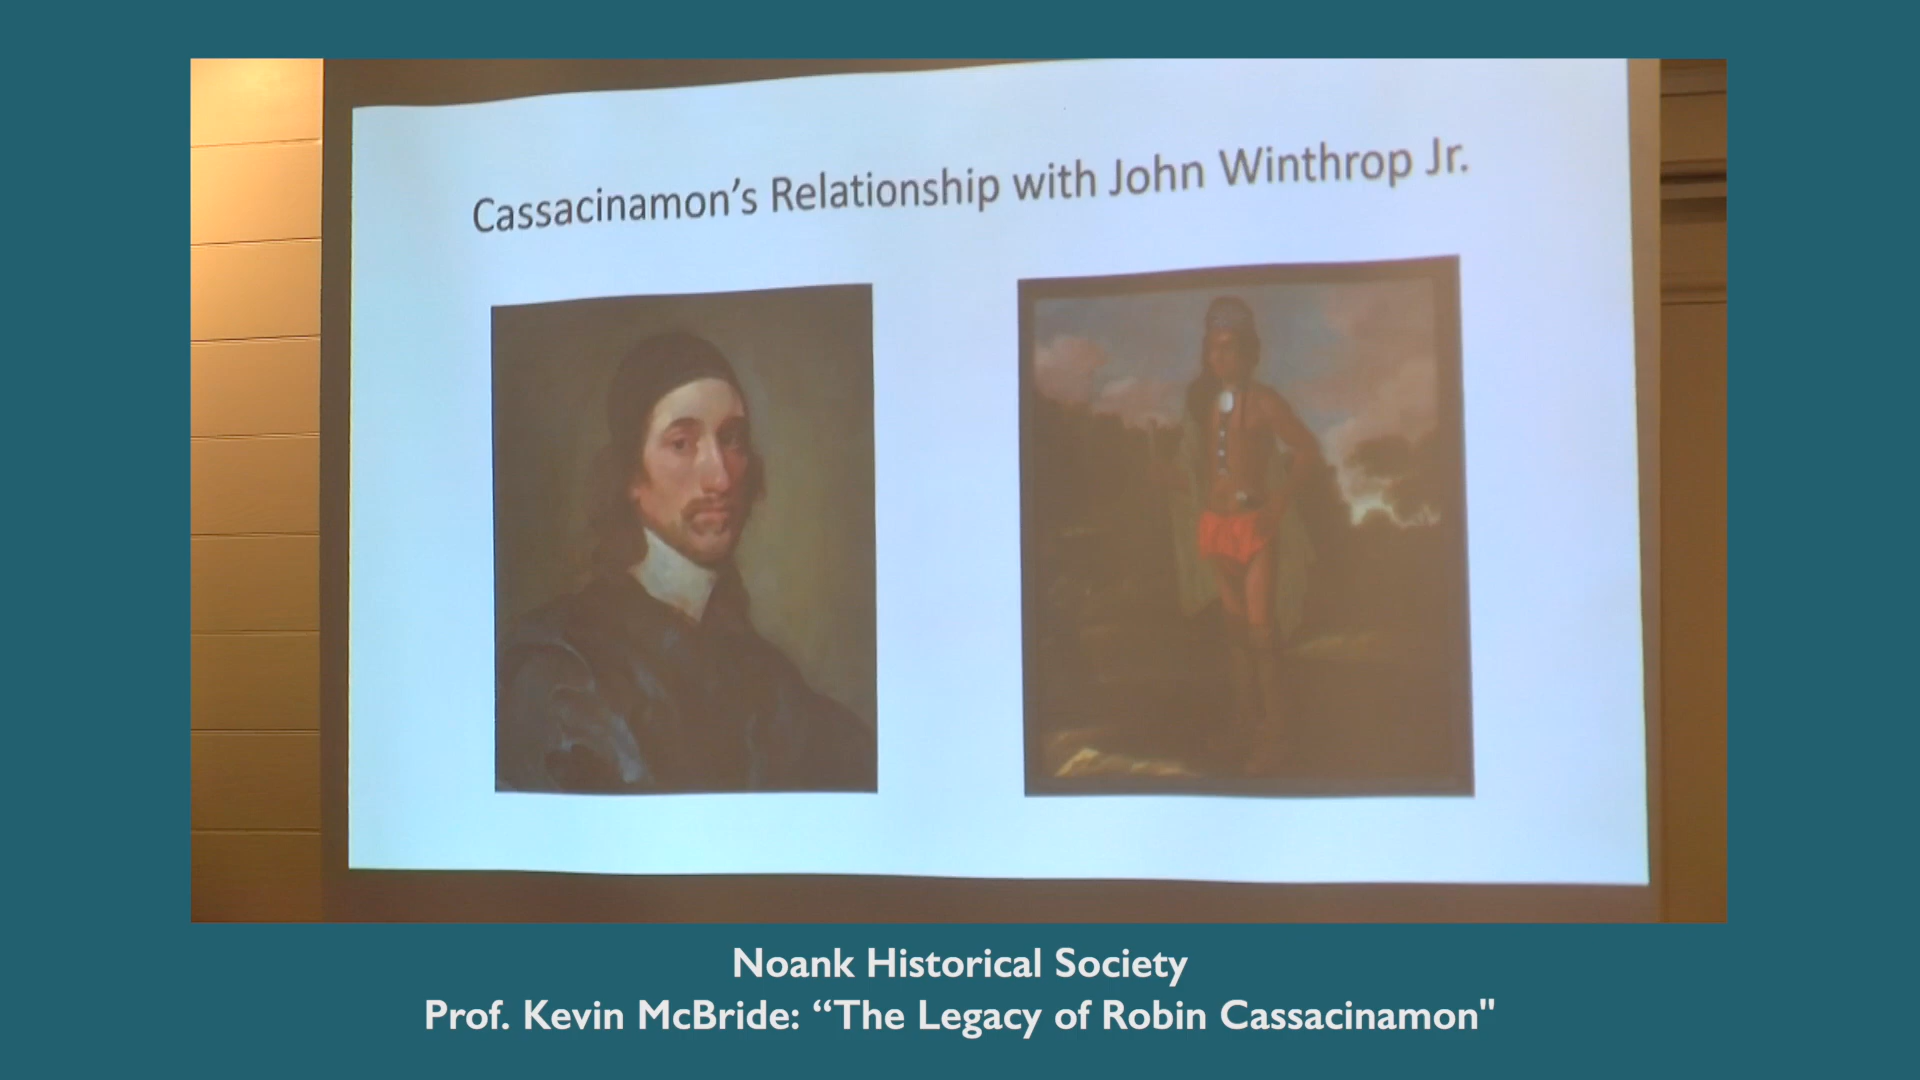 Cassacinamon’s Relationship with John Winthrop Jr.
Noank Historical Society
Prof. Kevin McBride: “The Legacy of Robin Cassacinamon"